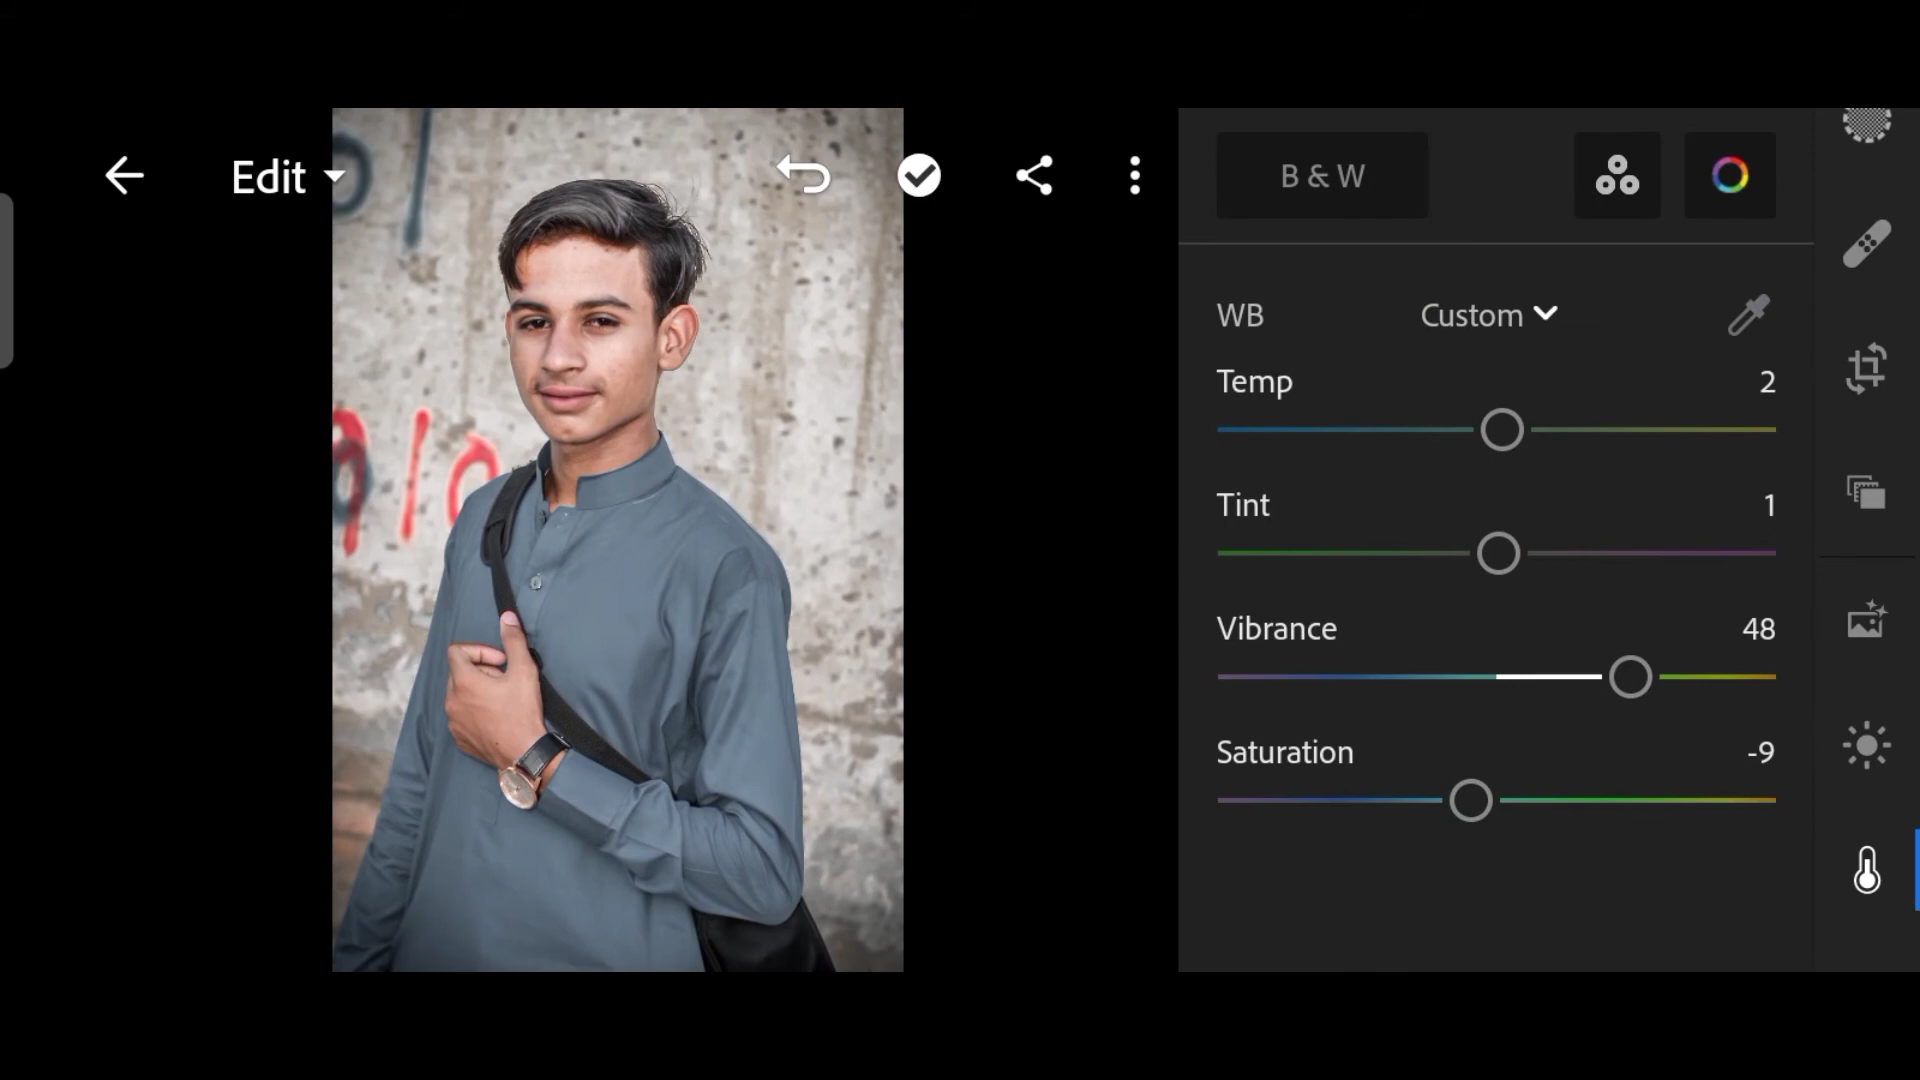 Edit
B & W
WB Custom
Temp 2
Tint 1
Vibrance 48
Saturation -9